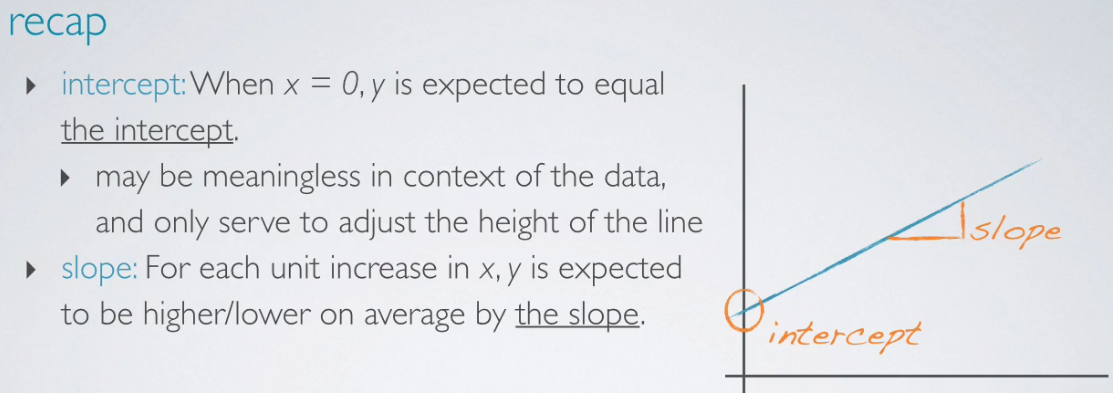 recap
▸ intercept: When x = 0, y is expected to equal
the intercept.
▸ may be meaningless in context of the data,
and only serve to adjust the height of the line
▸ slope: For each unit increase in x, y is expected
to be higher/lower on average by the slope.
slope
intercept